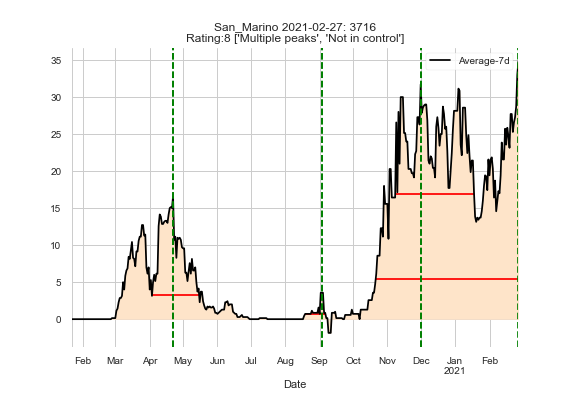 San_Marino 2021-02-27: 3716
Rating:8 ['Multiple peaks', 'Not in control']
Average-7d
35
30
25
20
15
10
5
0
Feb Mar Apr May Jun Jul Aug Sep Oct Nov Dec Jan Feb
2021
Date